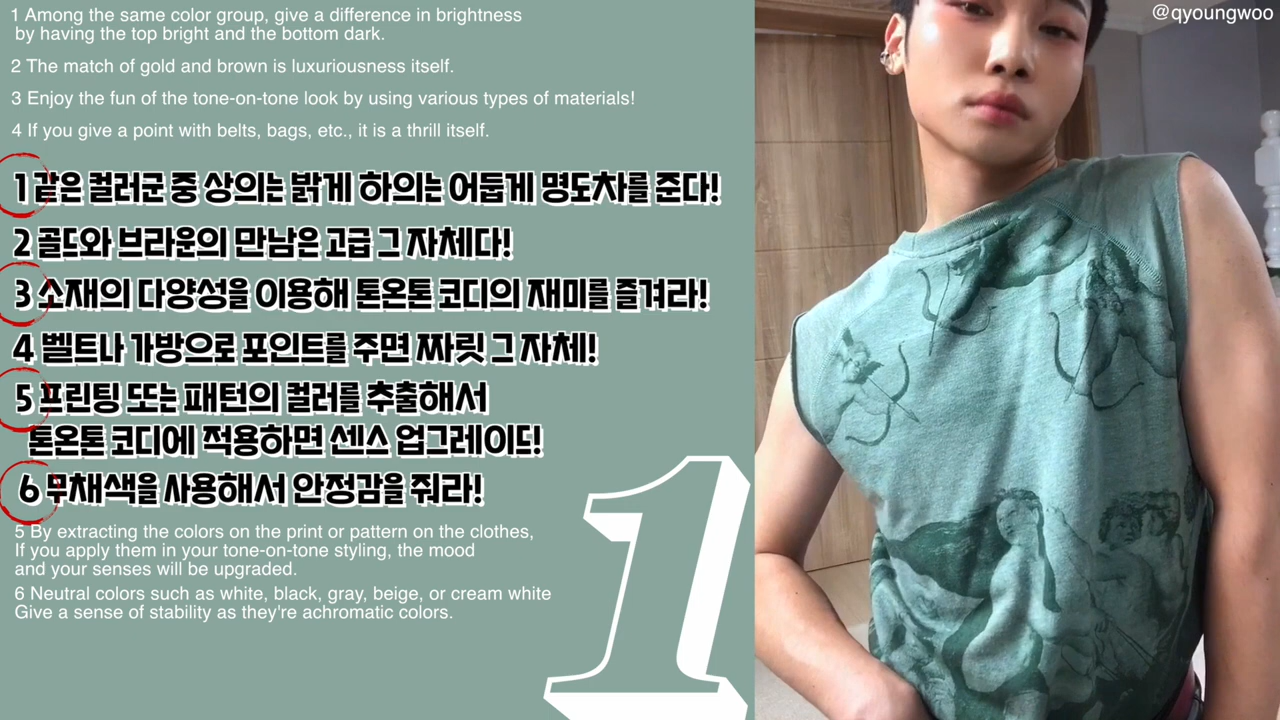 1 Among the same color group, give a difference in brightness
by having the top bright and the bottom dark.
2 The match of gold and brown is luxuriousness itself.
3 Enjoy the fun of the tone-on-tone look by using various types of materials!
4 If you give a point with belts, bags, etc., it is a thrill itself.
1 같은 컬러군 중 상의는 밝게 하의는 어둡게 명도차를 준다!
2 골드와 브라운의 만남은 고급 그 자체다!
3 소재의 다양성을 이용해 톤온톤 코디의 재미를 즐겨라!
4 벨트나 가방으로 포인트를 주면 짜릿 그 자체!
5 프린팅 또는 패턴의 컬러를 추출해서
톤온톤 코디에 적용하면 센스 업그레이드!
6 무채색을 사용해서 안정감을 줘라!
5 By extracting the colors on the print or pattern on the clothes,
If you apply them in your tone-on-tone styling, the mood
and your senses will be upgraded.
6 Neutral colors such as white, black, gray, beige, or cream white
Give a sense of stability as they're achromatic colors.
1
@qyoungwoo